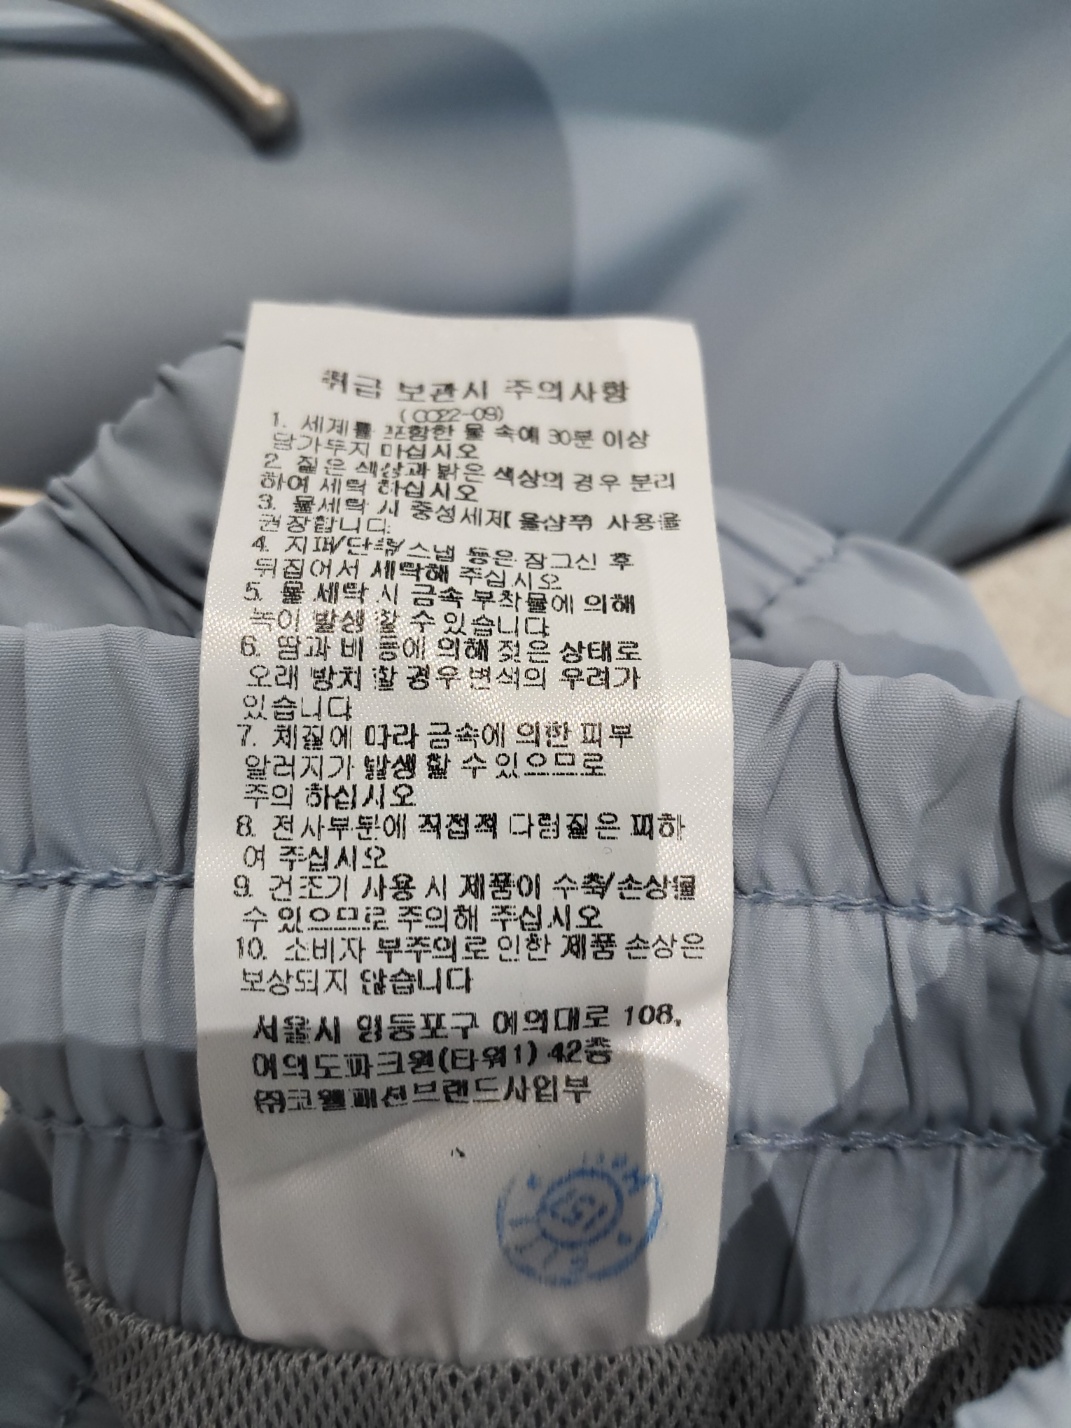 취급 보관시 주의사항
(CC22-09)
1. 세계를 포함한 물 속에 30분 이상
담가두지 마십시오
2. 짙은 색상과 밝은 색상의 경우 분리
하여 세탁 하십시오
3. 물세탁 시 중성세제(울샴푸) 사용을
권장합니다.
4. 지퍼/단추/스냅 등은 잠그신 후
뒤집어서 세탁해 주십시오
5. 물 세탁 시 금속 부착물에 의해
녹이 발생 할 수 있습니다
6. 땀과 비 등에 의해 젖은 상태로
오래 방치 할 경우 변색의 우려가
있습니다
7. 체질에 따라 금속에 의한 피부
알러지가 발생 할 수 있으므로
주의 하십시오
8. 전사부분에 직접적 다림질은 피하
여 주십시오
9. 건조기 사용 시 제품이 수축/손상될
수 있으므로 주의해 주십시오
10. 소비자 부주의로 인한 제품 손상은
보상되지 않습니다
서울시 영등포구 여의대로 108,
여의도파크원(타워1) 42층
㈜코웰패션브랜드사업부